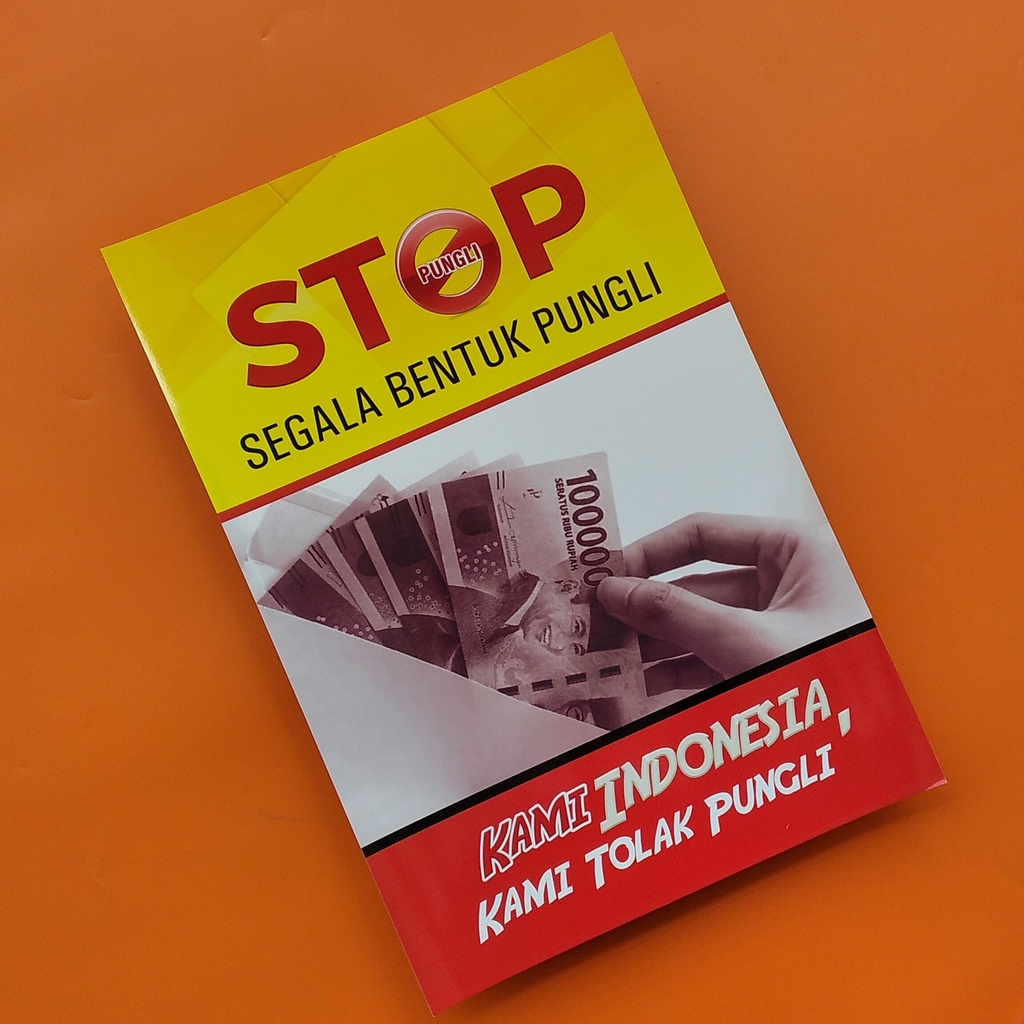 STOP
PUNGLI
SEGALA BENTUK PUNGLI
100000
SERATUS RIBU RUPIAH
KAMI INDONESIA,
KAMI TOLAK PUNGLI